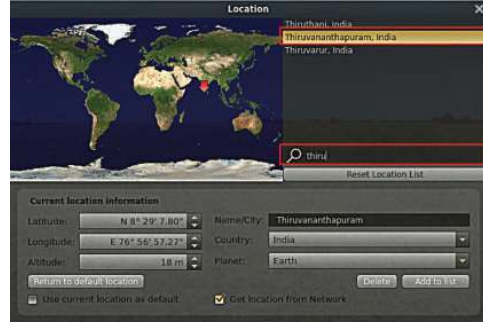 Location
Thiruthani, India
Thiruvananthapuram, India
Thiruvarur, India
thiru
Reset Location List
Current location information
Latitude: N 8° 29' 7.80" Name/City: Thiruvananthapuram
Longitude: E 76° 56' 57.27" Country: India
Altitude: 18 m Planet: Earth
Return to default location Delete Add to list
Use current location as default Get location from Network